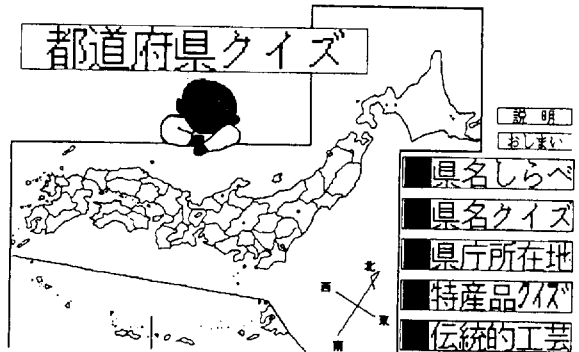 都道府県クイズ
説明
おしまい
県名しらべ
県名クイズ
県庁所在地
特産品クイズ
伝統的工芸
北
西
東
南